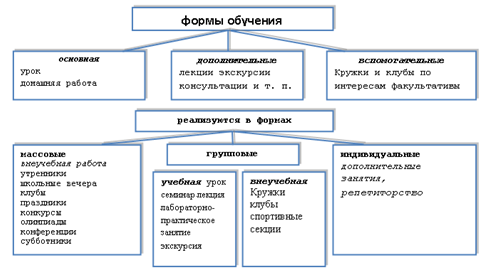 формы обучения
основная
урок
домашняя работа
дополнительные
лекции экскурсии
консультации и т. п.
вспомогательные
Кружки и клубы по
интересам факультативы
реализуются в формах
массовые
внеучебная работа
утренники
школьные вечера
клубы
праздники
конкурсы
олимпиады
конференции
субботники
групповые
учебная урок
семинар лекция
лабораторно-
практическое
занятие
экскурсия
внеучебная
Кружки
клубы
спортивные
секции
индивидуальные
дополнительные
занятия,
репетиторство